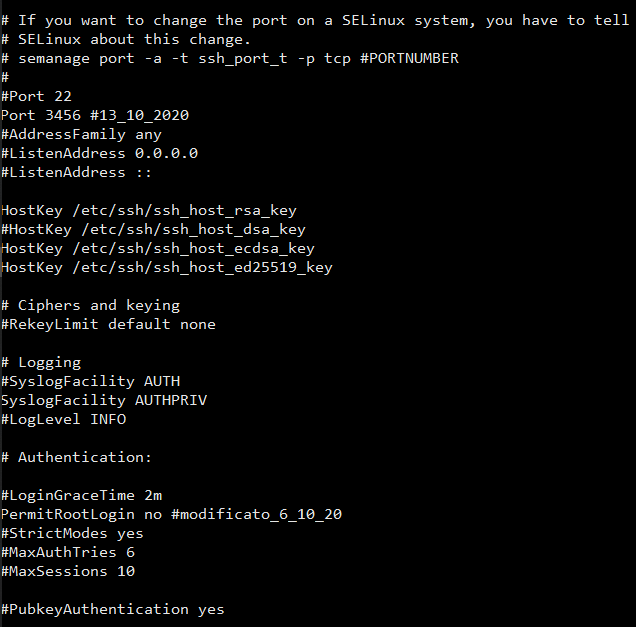 # If you want to change the port on a SELinux system, you have to tell
# SELinux about this change.
# semanage port -a -t ssh_port_t -p tcp #PORTNUMBER
#
#Port 22
Port 3456 #13_10_2020
#AddressFamily any
#ListenAddress 0.0.0.0
#ListenAddress ::
HostKey /etc/ssh/ssh_host_rsa_key
#HostKey /etc/ssh/ssh_host_dsa_key
HostKey /etc/ssh/ssh_host_ecdsa_key
HostKey /etc/ssh/ssh_host_ed25519_key
# Ciphers and keying
#RekeyLimit default none
# Logging
#SyslogFacility AUTH
SyslogFacility AUTHPRIV
#LogLevel INFO
# Authentication:
#LoginGraceTime 2m
PermitRootLogin no #modificato_6_10_20
#StrictModes yes
#MaxAuthTries 6
#MaxSessions 10
#PubkeyAuthentication yes